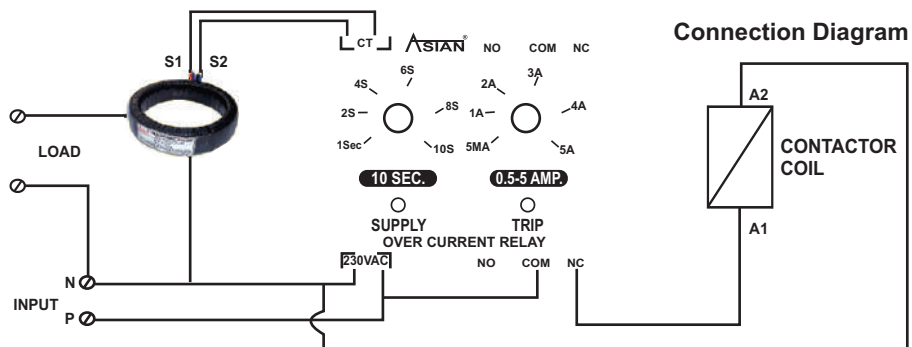 Connection Diagram
CT
ASIAN®
NO COM NC
S1 S2
1Sec
2S
4S
6S
8S
10S
5MA
1A
2A
3A
4A
5A
LOAD
10 SEC.
0.5-5 AMP.
SUPPLY
TRIP
OVER CURRENT RELAY
230VAC
NO COM NC
INPUT
N
P
A2
CONTACTOR
COIL
A1